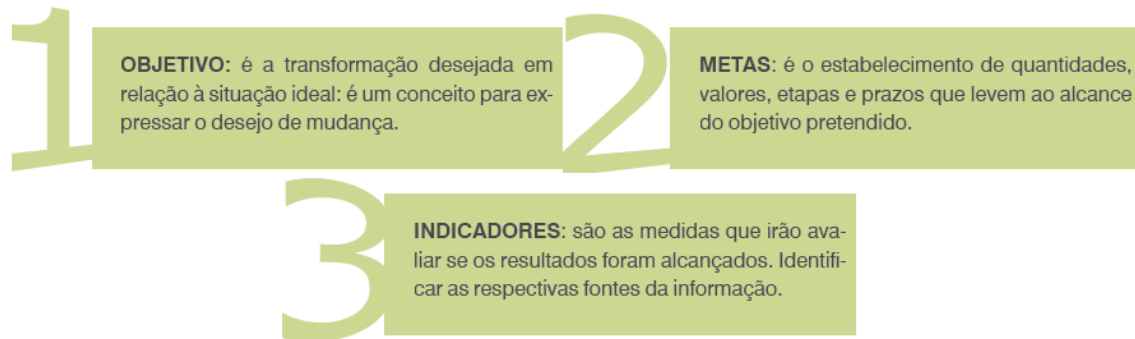 1
OBJETIVO: é a transformação desejada em
relação à situação ideal: é um conceito para ex-
pressar o desejo de mudança.
2
METAS: é o estabelecimento de quantidades,
valores, etapas e prazos que levem ao alcance
do objetivo pretendido.
3
INDICADORES: são as medidas que irão ava-
liar se os resultados foram alcançados. Identifi-
car as respectivas fontes da informação.